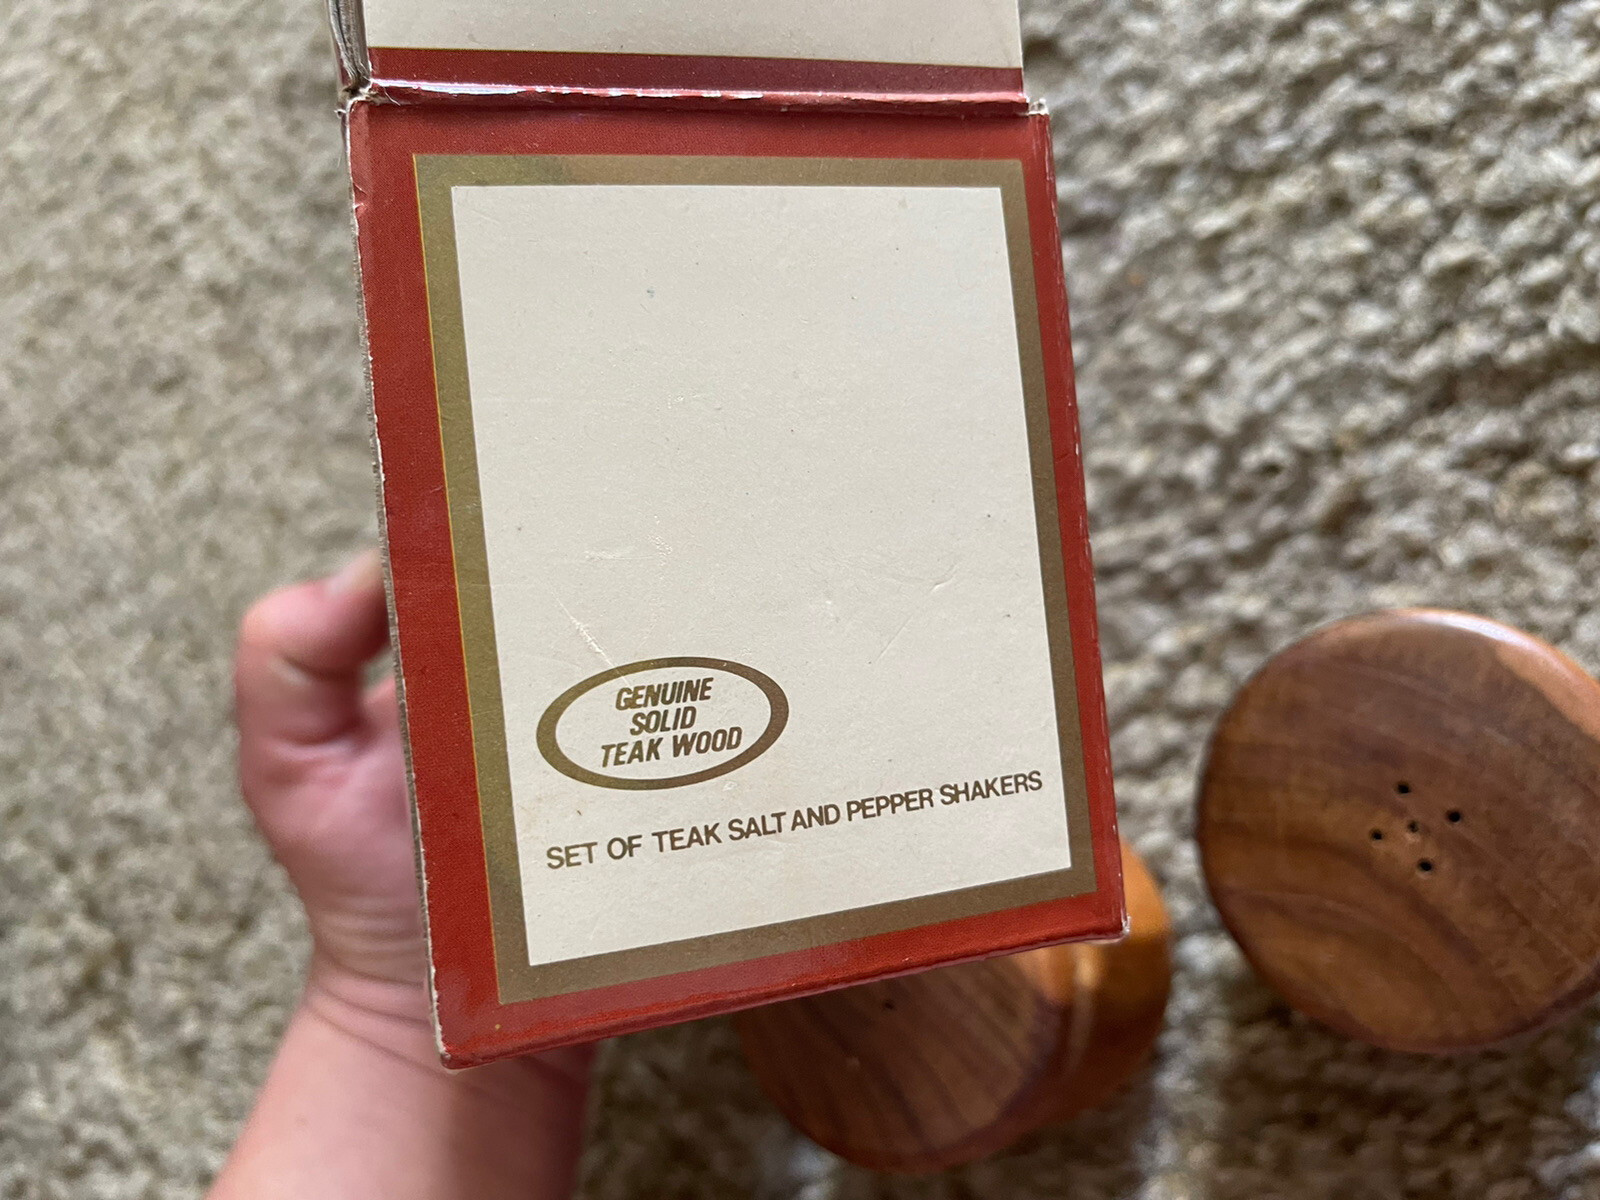 GENUINE
SOLID
TEAK WOOD
SET OF TEAK SALT AND PEPPER SHAKERS